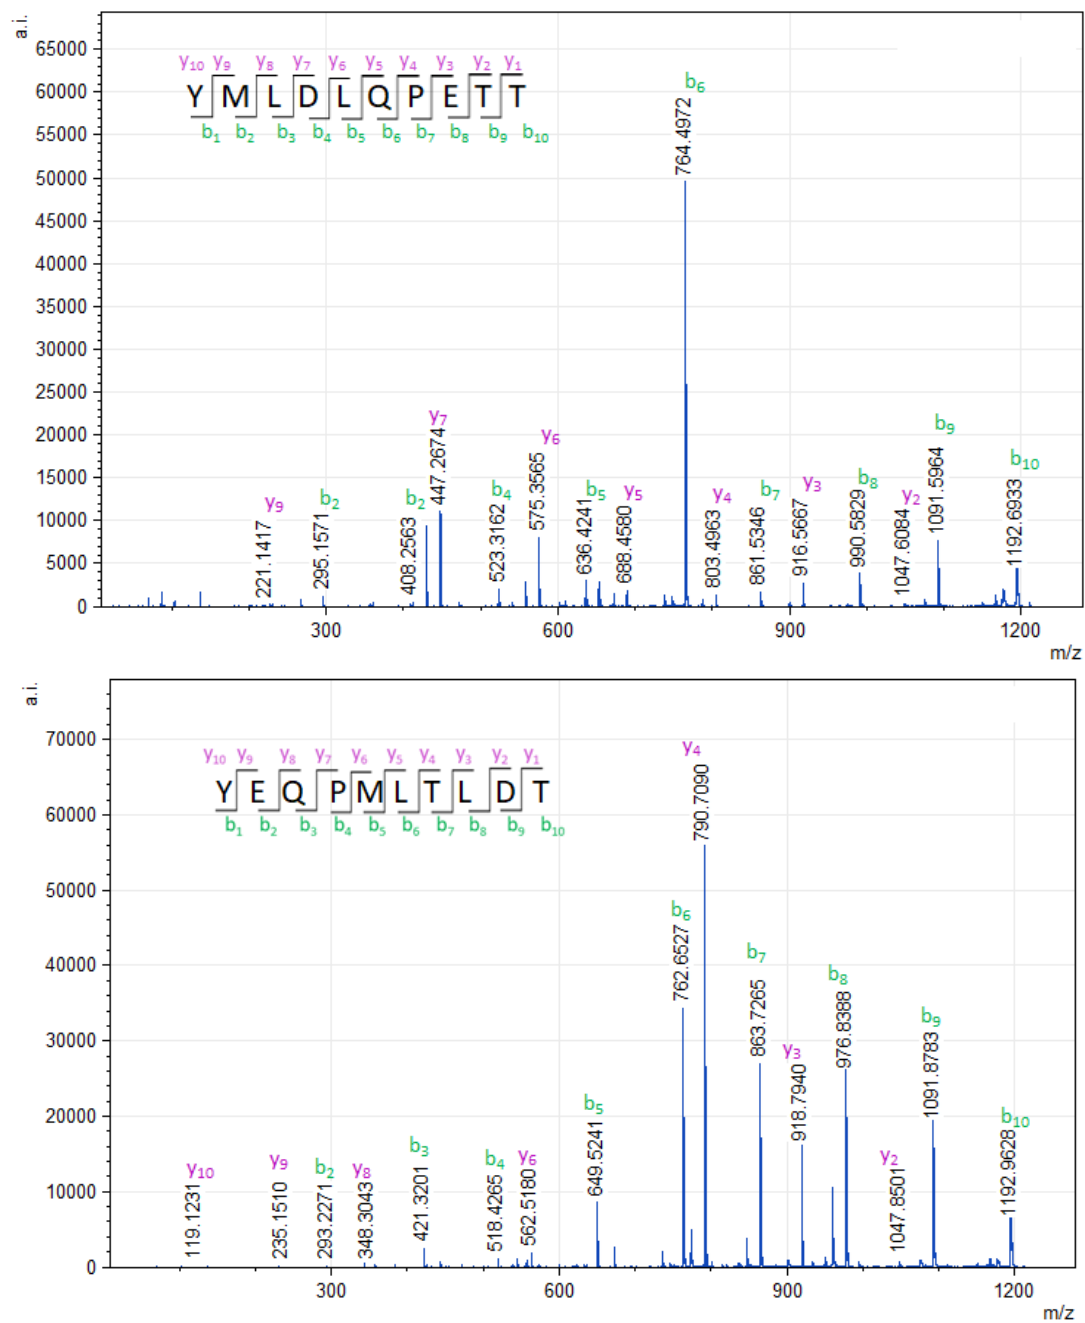 a.i.
65000
60000
55000
50000
45000
40000
35000
30000
25000
20000
15000
10000
5000
0
y10 y9 y8 y7 y6 y5 y4 y3 y2 y1
Y M L D L Q P E T T
b1 b2 b3 b4 b5 b6 b7 b8 b9 b10
y9
221.1417
b2
295.1571
b2
408.2563
y7
447.2674
b4
523.3162
y6
575.3565
b5
636.4241
y5
688.4580
b6
764.4972
y4
803.4963
b7
861.5346
y3
916.5667
b8
990.5829
y2
1047.6084
b9
1091.5964
b10
1192.6933
300 600 900 1200
m/z
a.i.
70000
60000
50000
40000
30000
20000
10000
0
y10 y9 y8 y7 y6 y5 y4 y3 y2 y1
Y E Q P M L T L D T
b1 b2 b3 b4 b5 b6 b7 b8 b9 b10
y10
119.1231
y9
235.1510
b2
293.2271
y8
348.3043
b3
421.3201
b4
518.4265
y6
562.5180
b5
649.5241
b6
762.6527
y4
790.7090
b7
863.7265
y3
918.7940
b8
976.8388
y2
1047.8501
b9
1091.8783
b10
1192.9628
300 600 900 1200
m/z